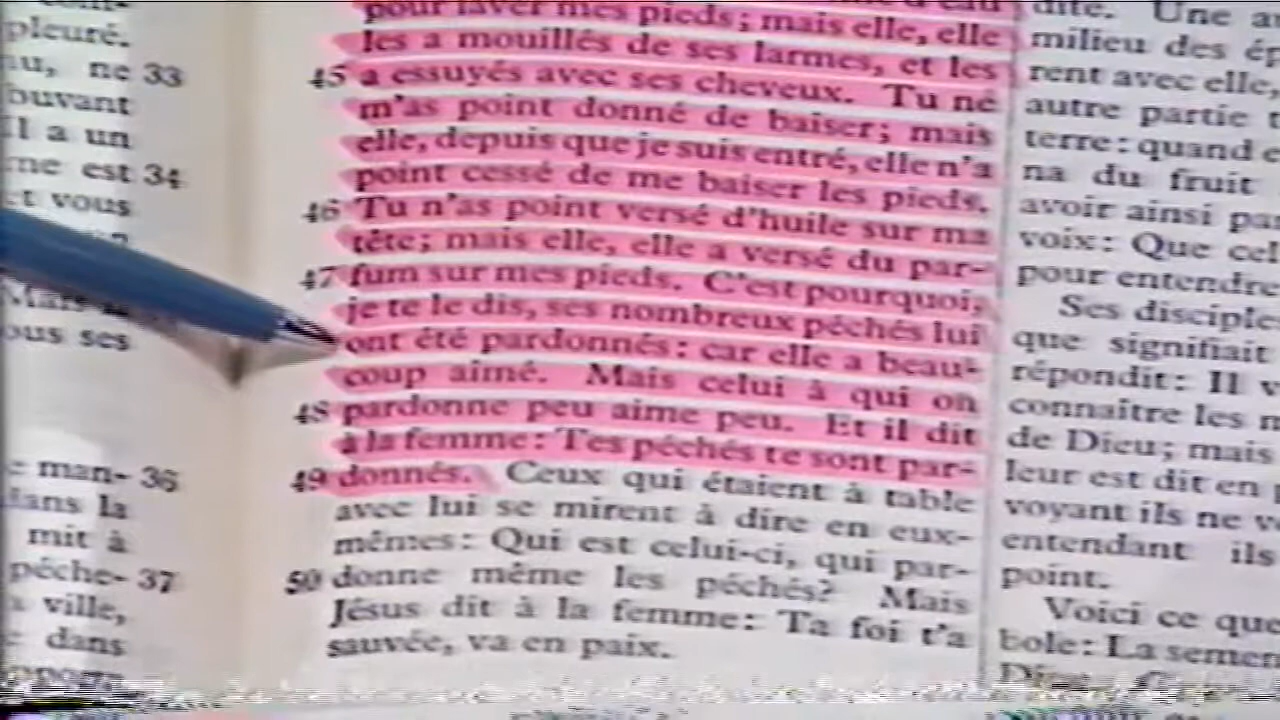 pleuré.
ne 33
ouvant
il a un
est 34
et vous
ous ses
man- 36
dans la
mit à
péche- 37
ville,
dans
pour laver mes pieds; mais elle, elle
les a mouillés de ses larmes, et les
45 a essuyés avec ses cheveux. Tu ne
m'as point donné de baiser; mais
elle, depuis que je suis entré, elle n'a
point cessé de me baiser les pieds.
46 Tu n'as point versé d'huile sur ma
tête; mais elle, elle a versé du par-
47 fum sur mes pieds. C'est pourquoi,
je te le dis, ses nombreux péchés lui
ont été pardonnés: car elle a beau-
coup aimé. Mais celui à qui on
48 pardonne peu aime peu. Et il dit
à la femme: Tes péchés te sont par-
49 donnés. Ceux qui étaient à table
avec lui se mirent à dire en eux-
mêmes: Qui est celui-ci, qui par-
50 donne même les péchés? Mais
Jésus dit à la femme: Ta foi t'a
sauvée, va en paix.
dite. Une
milieu des
rent avec elle,
autre partie
terre: quand
na du fruit
avoir ainsi
voix: Que
pour entendre
Ses
que signifiait
répondit: Il
connaître les
de Dieu; mais
leur est dit en
voyant ils ne
entendant ils
point.
Voici ce que
bole: La